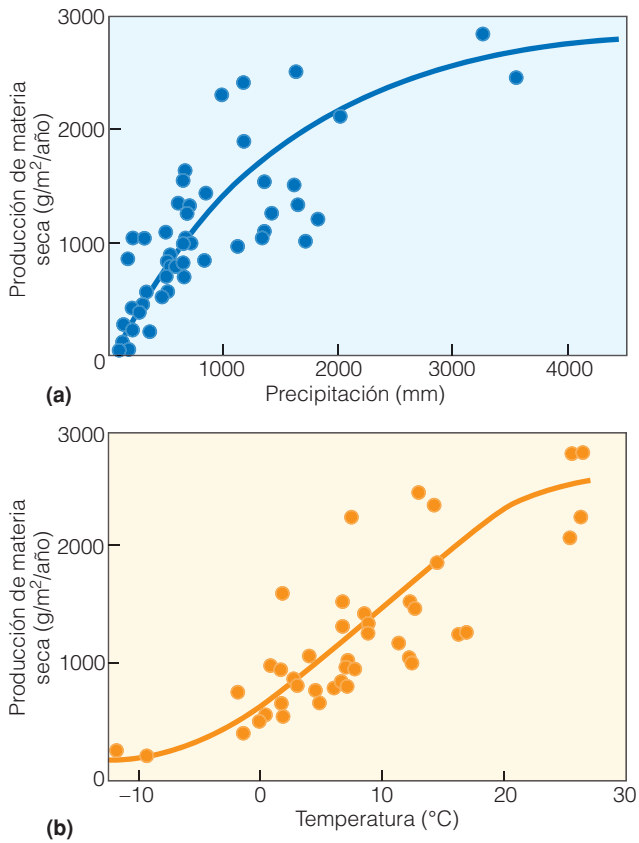 3000
2000
1000
0
Producción de materia
seca (g/m²/año)
1000
2000
3000
4000
Precipitación (mm)
(a)
3000
2000
1000
0
Producción de materia
seca (g/m²/año)
–10
0
10
20
30
Temperatura (°C)
(b)